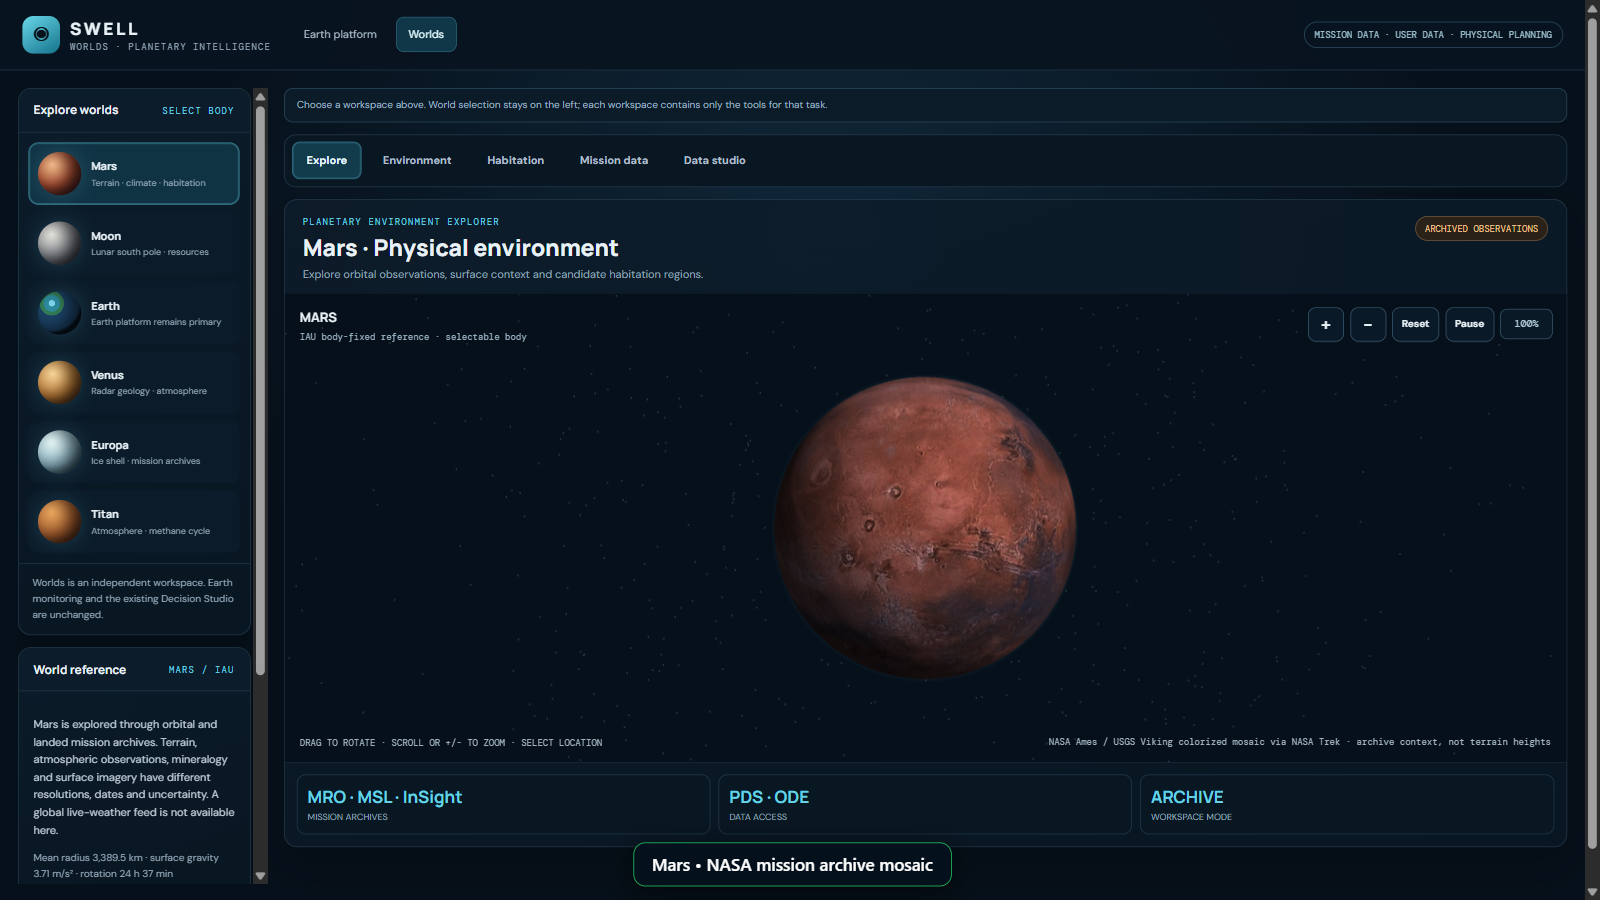 SWELL
WORLDS · PLANETARY INTELLIGENCE
Earth platform
Worlds
MISSION DATA · USER DATA · PHYSICAL PLANNING
Explore worlds
SELECT BODY
Mars
Terrain · climate · habitation
Moon
Lunar south pole · resources
Earth
Earth platform remains primary
Venus
Radar geology · atmosphere
Europa
Ice shell · mission archives
Titan
Atmosphere · methane cycle
Worlds is an independent workspace. Earth
monitoring and the existing Decision Studio
are unchanged.
World reference
MARS / IAU
Mars is explored through orbital and
landed mission archives. Terrain,
atmospheric observations, mineralogy
and surface imagery have different
resolutions, dates and uncertainty. A
global live-weather feed is not available
here.
Mean radius 3,389.5 km · surface gravity
3.71 m/s² · rotation 24 h 37 min
Choose a workspace above. World selection stays on the left; each workspace contains only the tools for that task.
Explore
Environment
Habitation
Mission data
Data studio
PLANETARY ENVIRONMENT EXPLORER
Mars · Physical environment
Explore orbital observations, surface context and candidate habitation regions.
ARCHIVED OBSERVATIONS
MARS
IAU body-fixed reference · selectable body
+
−
Reset
Pause
100%
DRAG TO ROTATE · SCROLL OR +/- TO ZOOM · SELECT LOCATION
NASA Ames / USGS Viking colorized mosaic via NASA Trek · archive context, not terrain heights
MRO · MSL · InSight
MISSION ARCHIVES
PDS · ODE
DATA ACCESS
ARCHIVE
WORKSPACE MODE
Mars • NASA mission archive mosaic